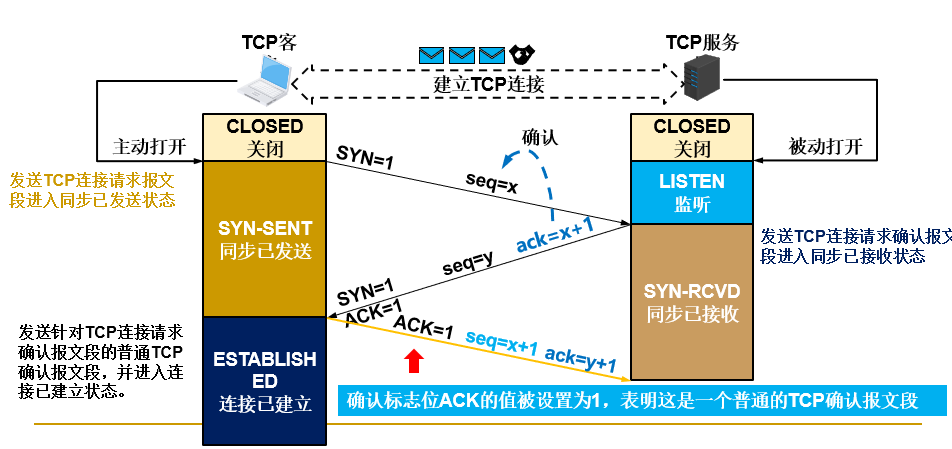 TCP客
TCP服务
建立TCP连接
主动打开
CLOSED
关闭
SYN=1
确认
CLOSED
关闭
被动打开
发送TCP连接请求报文
段进入同步已发送状态
seq=x
LISTEN
监听
SYN-SENT
同步已发送
ack=x+1
seq=y
SYN=1
ACK=1
发送TCP连接请求确认报文
段进入同步已接收状态
SYN-RCVD
同步已接收
发送针对TCP连接请求
确认报文段的普通TCP
确认报文段，并进入连
接已建立状态。
ESTABLISH
ED
连接已建立
ACK=1
seq=x+1
ack=y+1
确认标志位ACK的值被设置为1，表明这是一个普通的TCP确认报文段